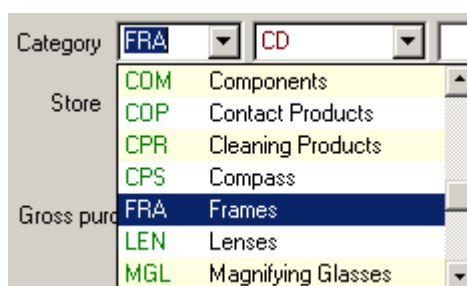 Category FRA CD
COM Components
Store COP Contact Products
CPR Cleaning Products
CPS Compass
Gross purc FRA Frames
LEN Lenses
MGL Magnifying Glasses